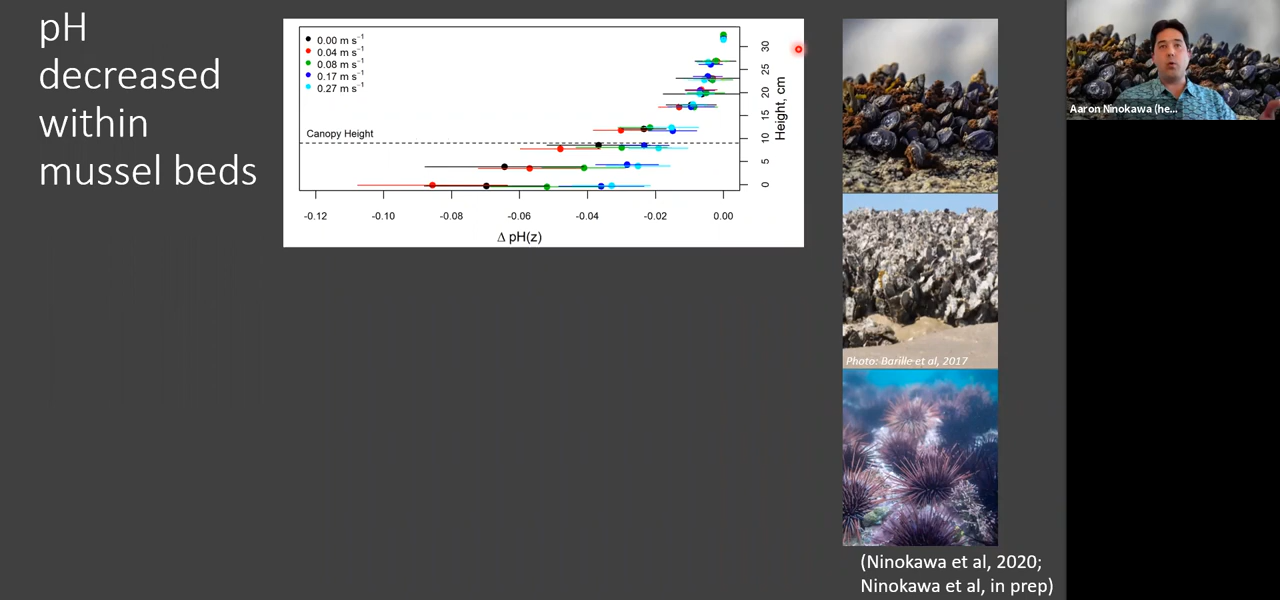 pH
decreased
within
mussel beds
0.00 m s⁻¹
0.04 m s⁻¹
0.08 m s⁻¹
0.17 m s⁻¹
0.27 m s⁻¹
Canopy Height
30
25
20
15
10
5
0
Height, cm
-0.12 -0.10 -0.08 -0.06 -0.04 -0.02 0.00
Δ pH(z)
Photo: Barille et al, 2017
(Ninokawa et al, 2020;
Ninokawa et al, in prep)
Aaron Ninokawa (he...